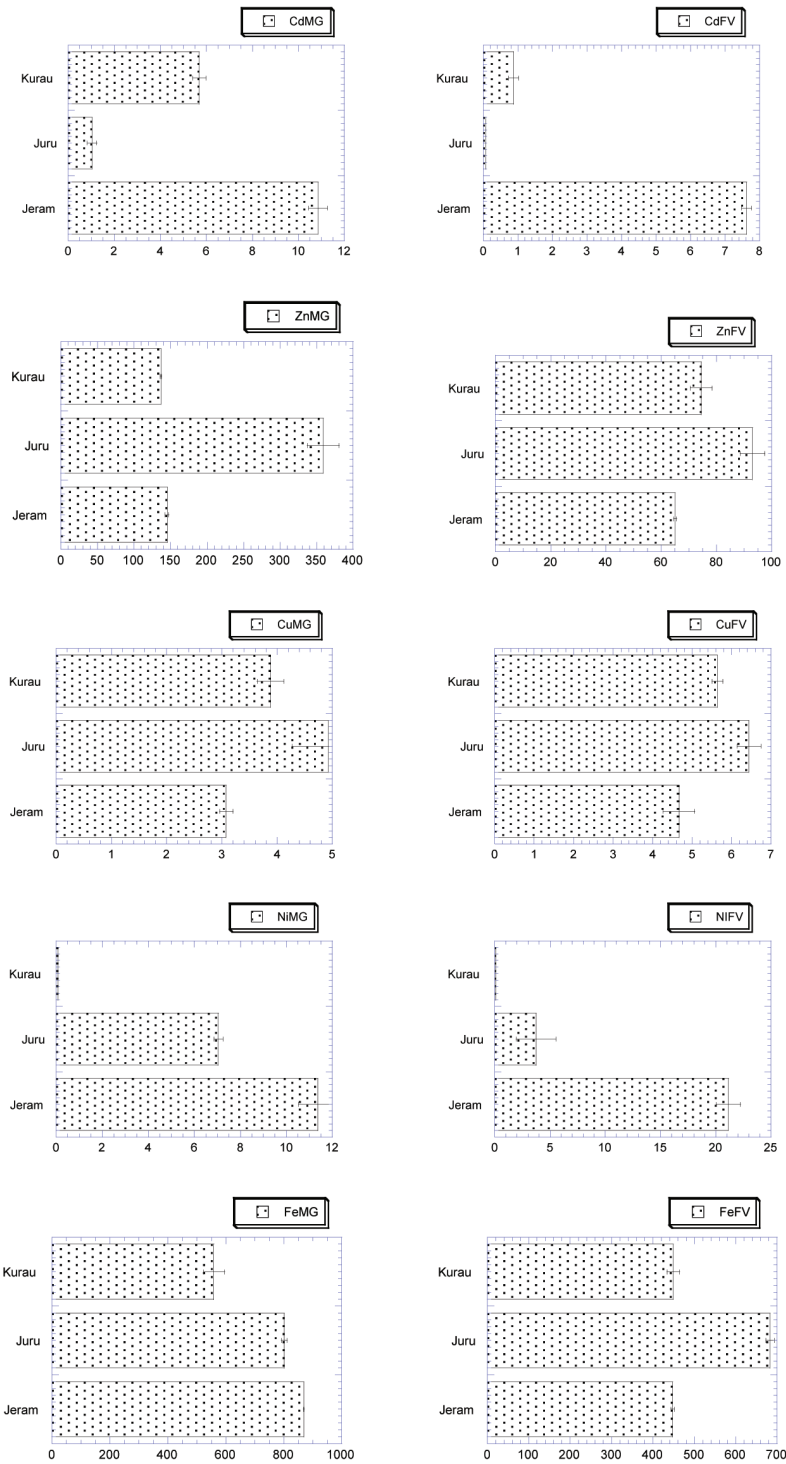 CdMG
Kurau
Juru
Jeram
0 2 4 6 8 10 12
CdFV
Kurau
Juru
Jeram
0 1 2 3 4 5 6 7 8
ZnMG
Kurau
Juru
Jeram
0 50 100 150 200 250 300 350 400
ZnFV
Kurau
Juru
Jeram
0 20 40 60 80 100
CuMG
Kurau
Juru
Jeram
0 1 2 3 4 5
CuFV
Kurau
Juru
Jeram
0 1 2 3 4 5 6 7
NiMG
Kurau
Juru
Jeram
0 2 4 6 8 10 12
NIFV
Kurau
Juru
Jeram
0 5 10 15 20 25
FeMG
Kurau
Juru
Jeram
0 200 400 600 800 1000
FeFV
Kurau
Juru
Jeram
0 100 200 300 400 500 600 700